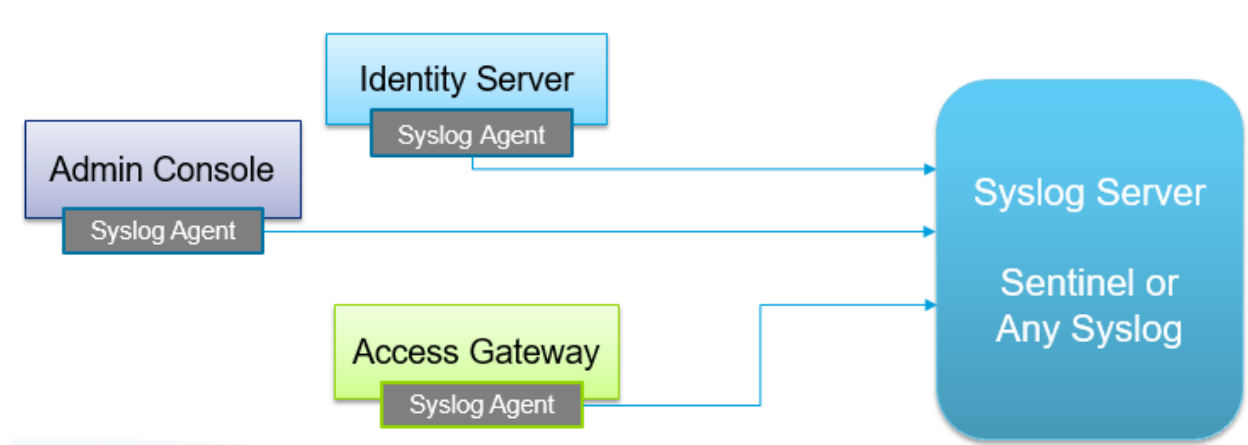 Identity Server
Syslog Agent
Admin Console
Syslog Agent
Access Gateway
Syslog Agent
Syslog Server
Sentinel or
Any Syslog